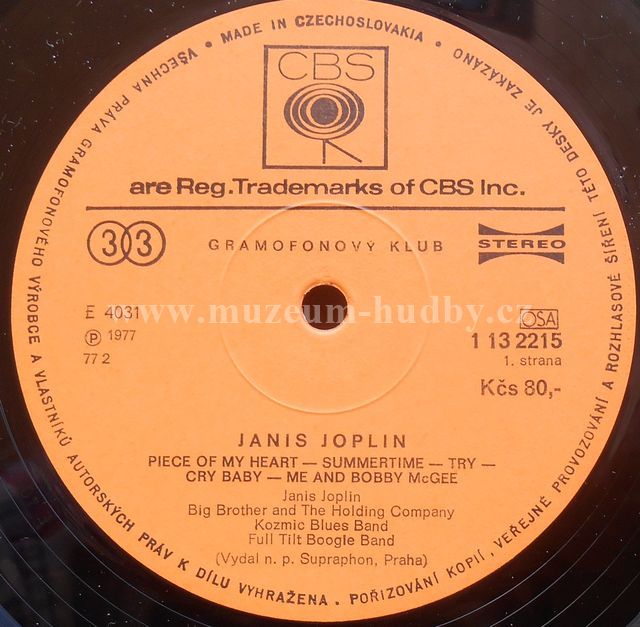 VŠECHNA PRÁVA GRAMOFONOVÉHO VÝROBCE A VLASTNÍKŮ AUTORSKÝCH PRÁV K DÍLU VYHRAŽENA. POŘIZOVÁNÍ KOPIÍ, VEŘEJNÉ PROVOZOVÁNÍ A ROZHLASOVÉ ŠÍŘENÍ TÉTO DESKY JE ZAKÁZÁNO
• MADE IN CZECHOSLOVAKIA •
CBS
are Reg. Trademarks of CBS Inc.
33
GRAMOFONOVÝ KLUB
STEREO
E 4031
www.muzeum-hudby.cz
OSA
Ⓟ 1977
1 13 2215
77 2
1. strana
Kčs 80,-
JANIS JOPLIN
PIECE OF MY HEART — SUMMERTIME — TRY —
CRY BABY — ME AND BOBBY McGEE
Janis Joplin
Big Brother and The Holding Company
Kozmic Blues Band
Full Tilt Boogie Band
(Vydal n. p. Supraphon, Praha)